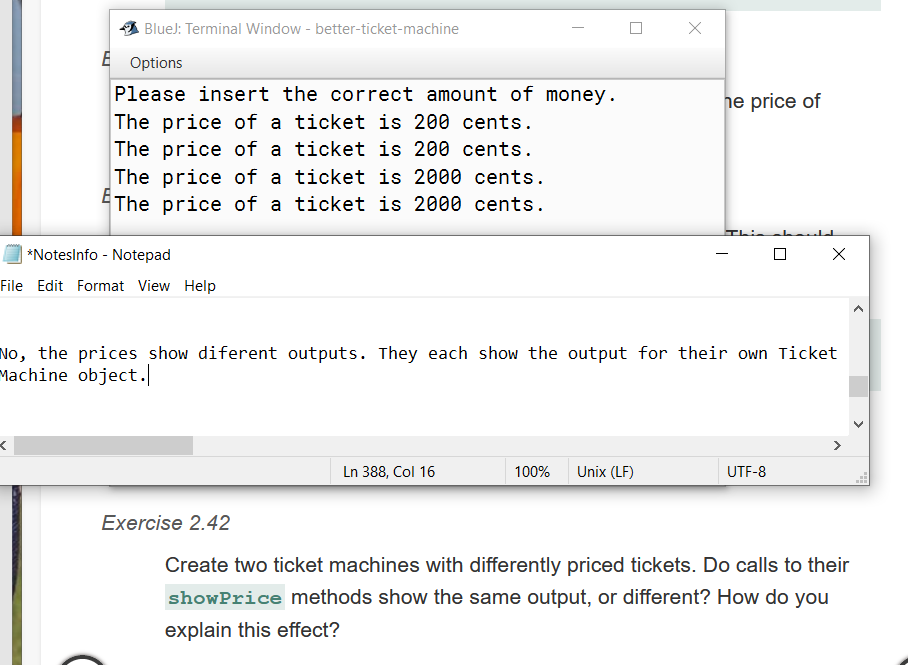 BlueJ: Terminal Window - better-ticket-machine
Options
Please insert the correct amount of money.
The price of a ticket is 200 cents.
The price of a ticket is 200 cents.
The price of a ticket is 2000 cents.
The price of a ticket is 2000 cents.
price of
*NotesInfo - Notepad
File Edit Format View Help
No, the prices show diferent outputs. They each show the output for their own Ticket
Machine object.
Ln 388, Col 16 100% Unix (LF) UTF-8
Exercise 2.42
Create two ticket machines with differently priced tickets. Do calls to their
showPrice methods show the same output, or different? How do you
explain this effect?